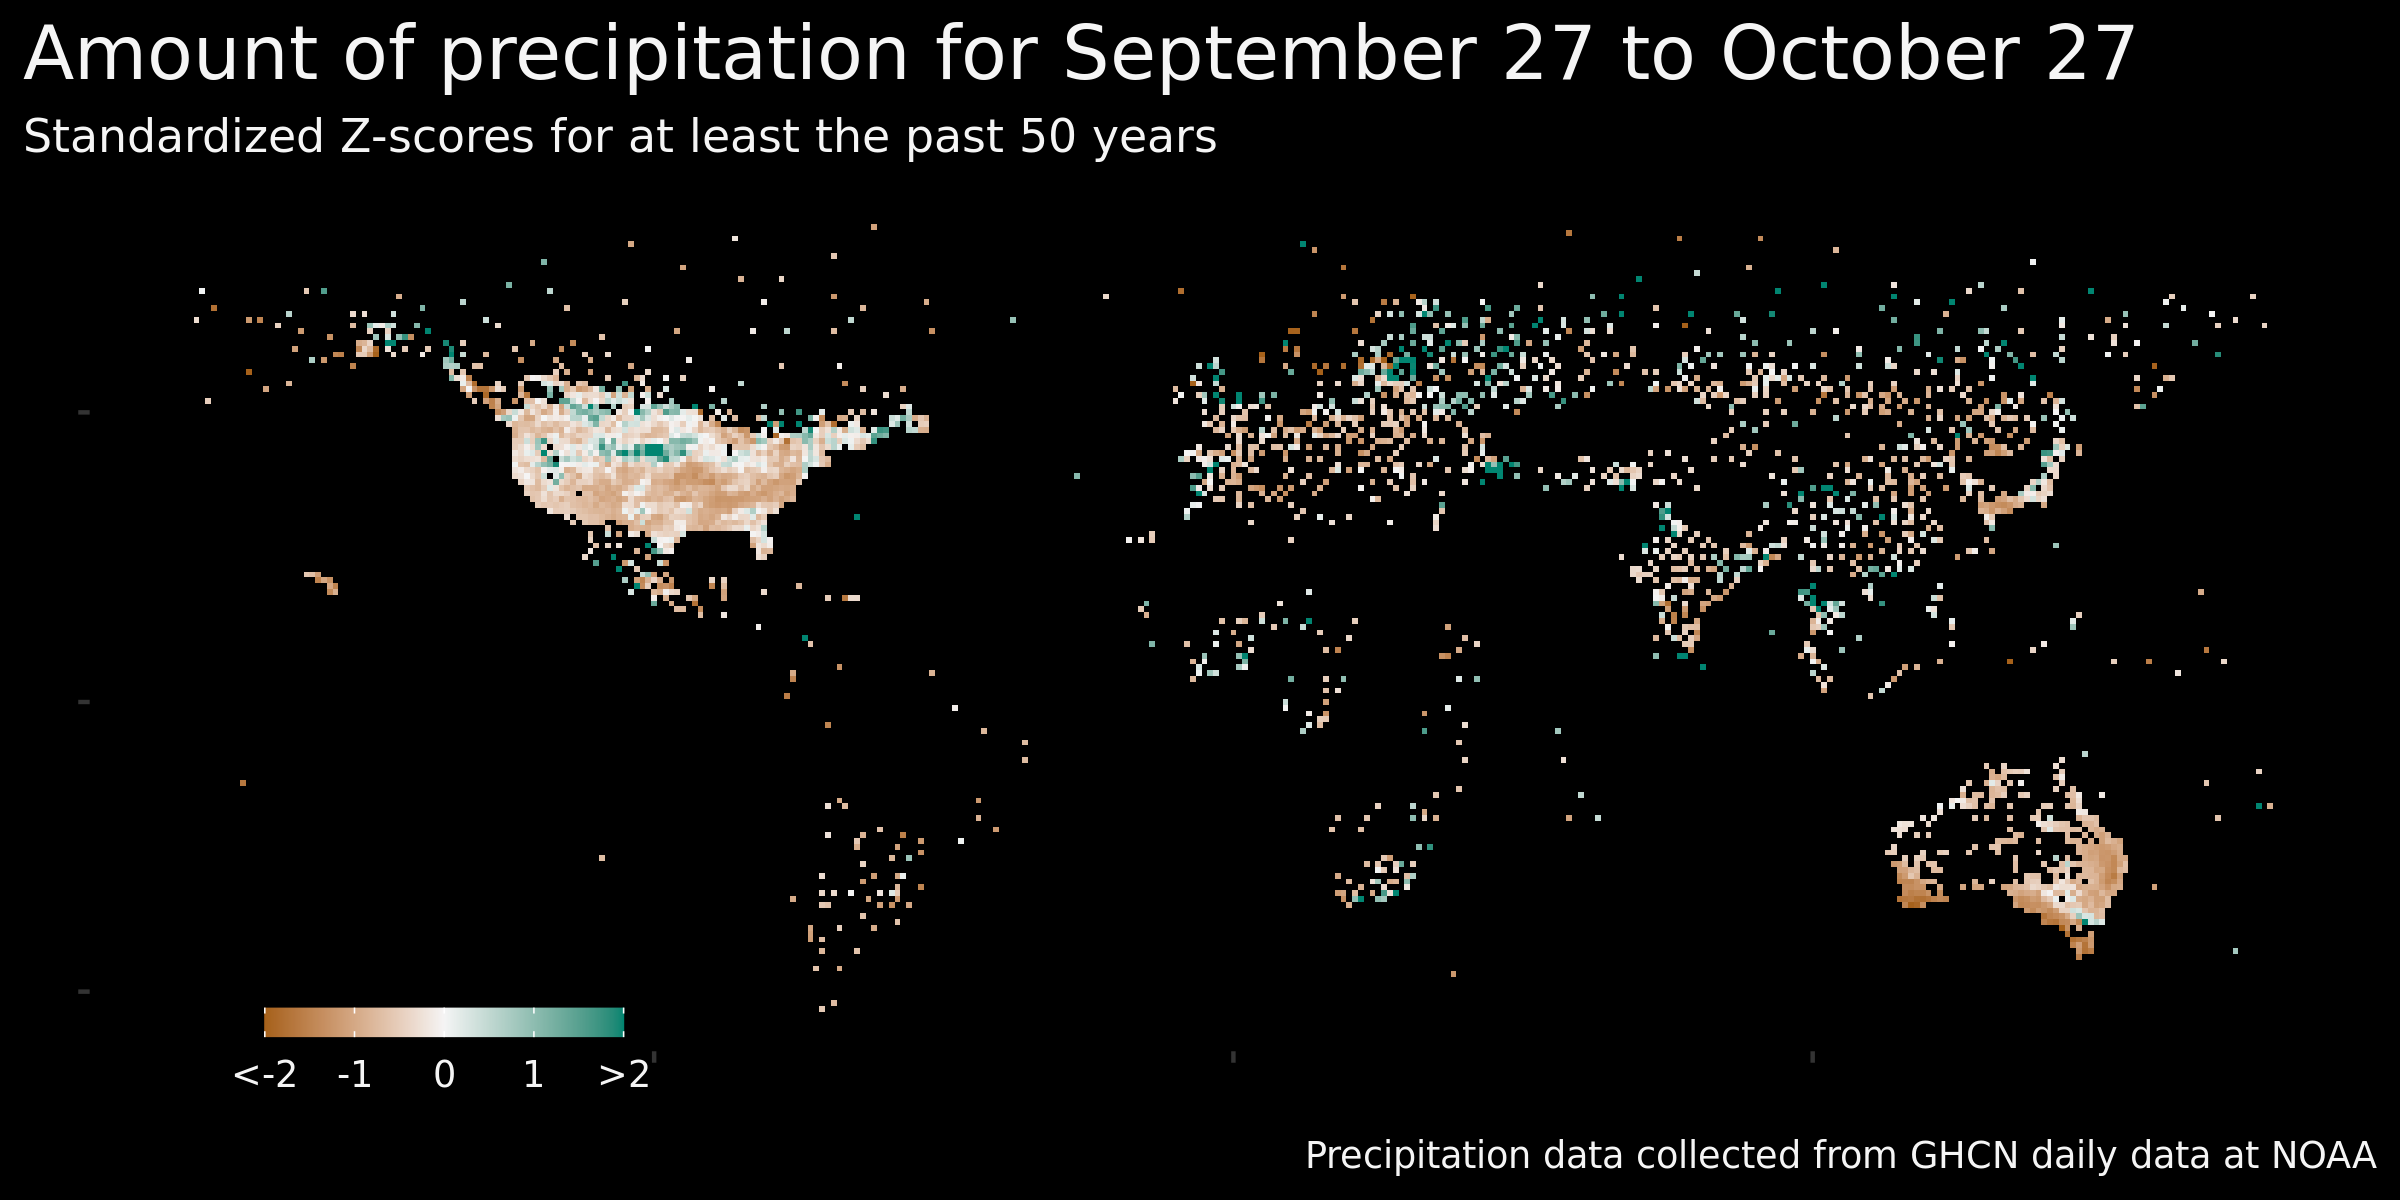 Amount of precipitation for September 27 to October 27
Standardized Z-scores for at least the past 50 years
<-2 -1 0 1 >2
Precipitation data collected from GHCN daily data at NOAA